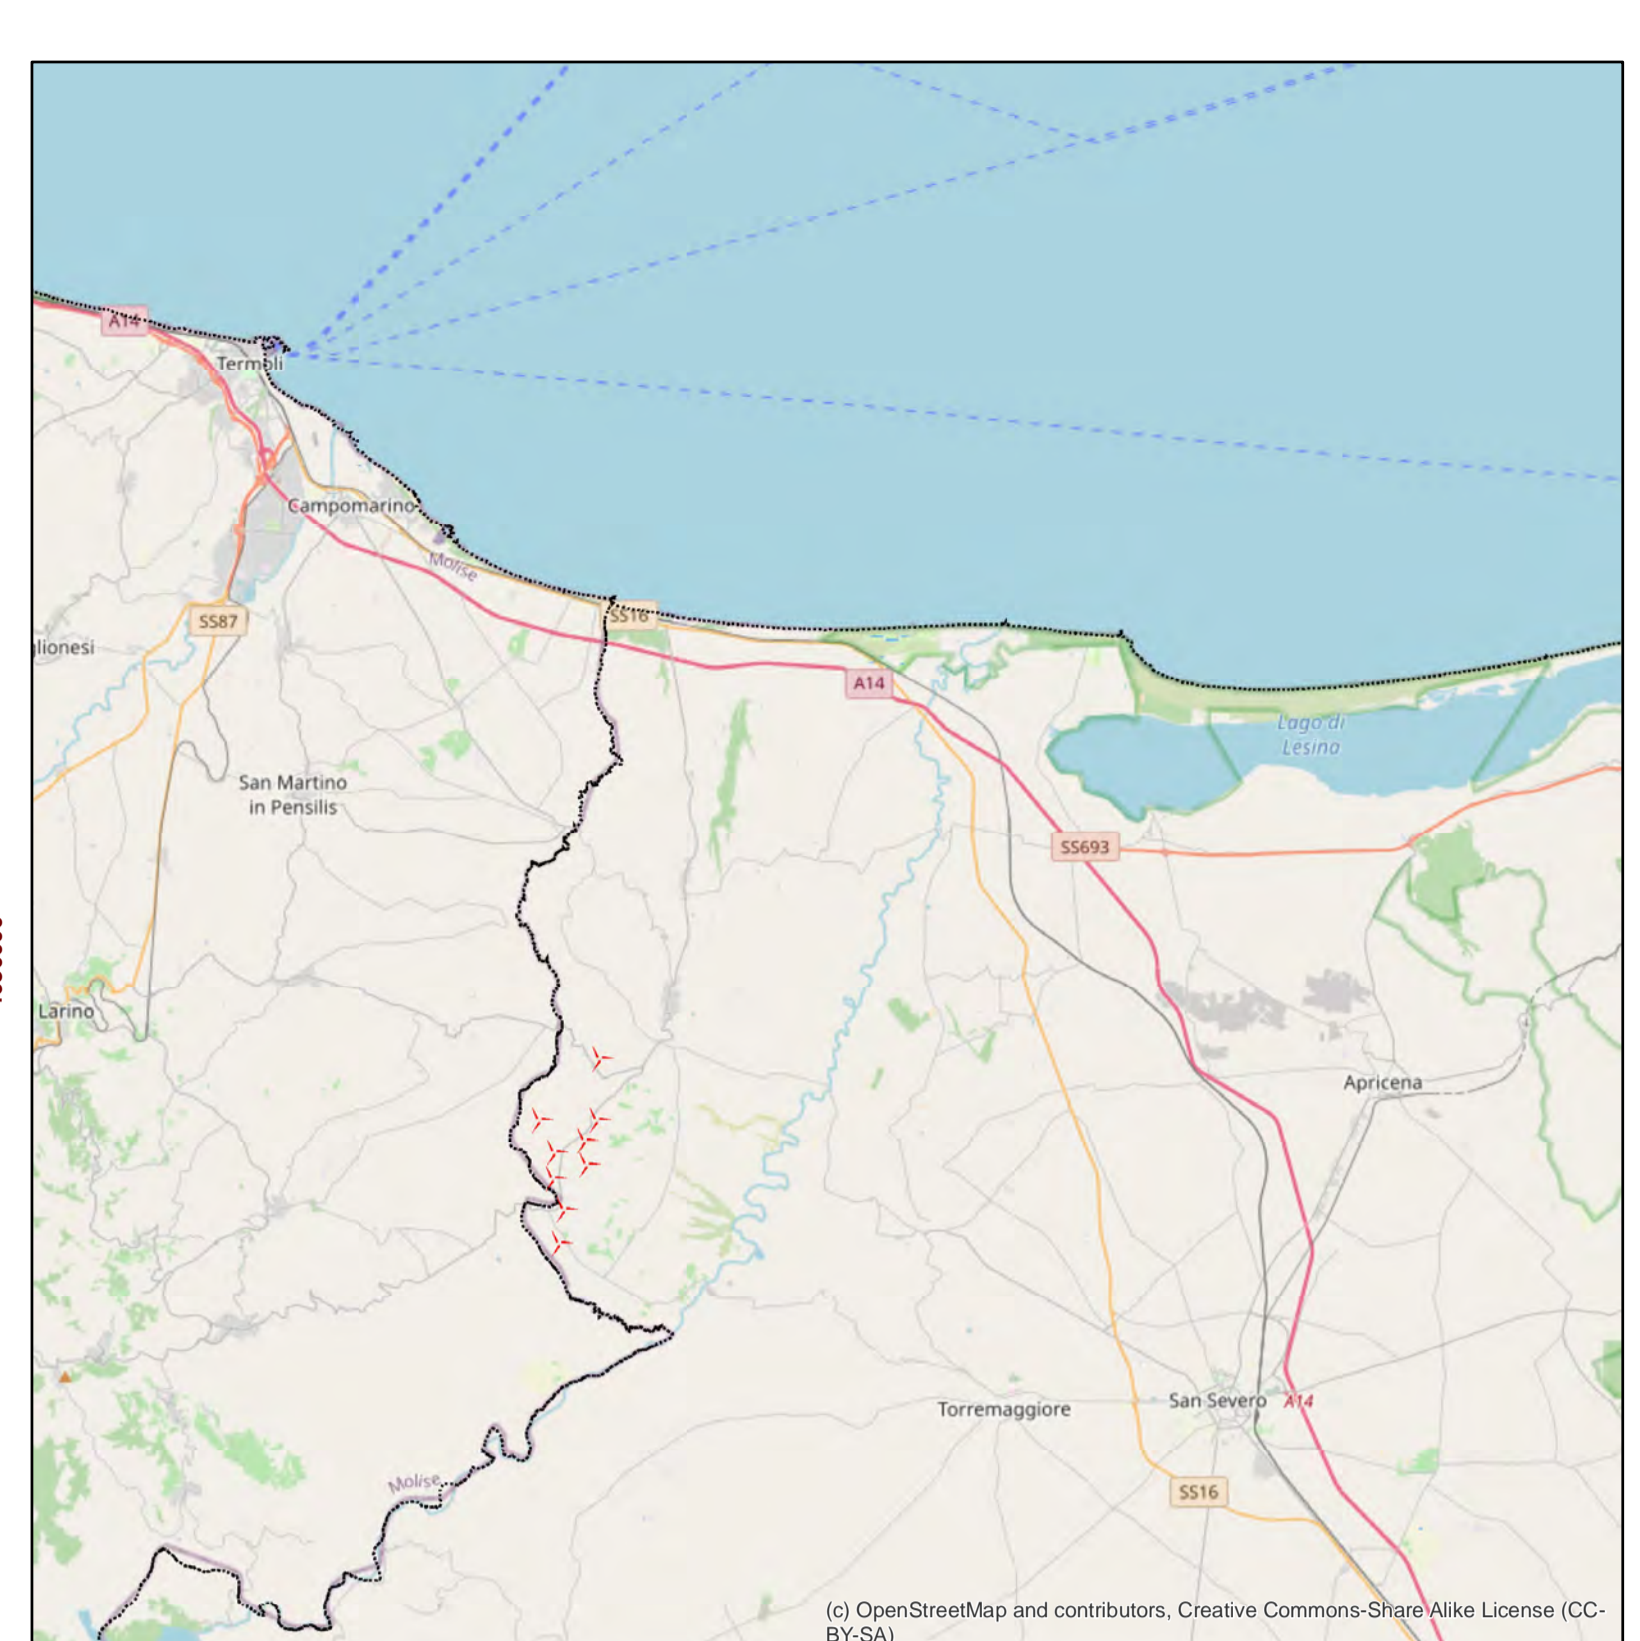 A14
Termoli
Campomarino
Molise
SS16
SS87
lionesi
A14
Lago di
Lesina
San Martino
in Pensilis
SS693
Larino
Apricena
San Severo
A14
Torremaggiore
Molise
SS16
(c) OpenStreetMap and contributors, Creative Commons-Share Alike License (CC-
BY-SA)